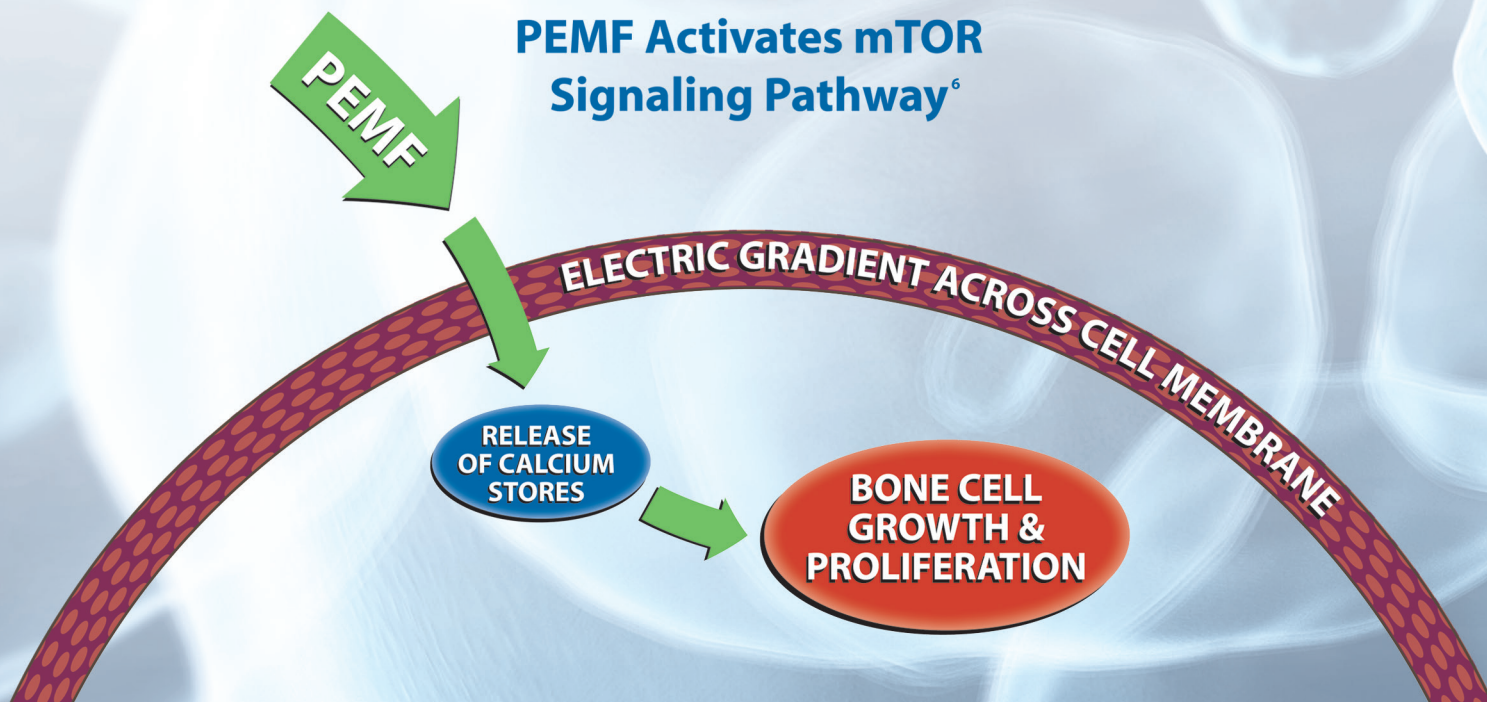 PEMF Activates mTOR
Signaling Pathway⁶
PEMF
ELECTRIC GRADIENT ACROSS CELL MEMBRANE
RELEASE
OF CALCIUM
STORES
BONE CELL
GROWTH &
PROLIFERATION